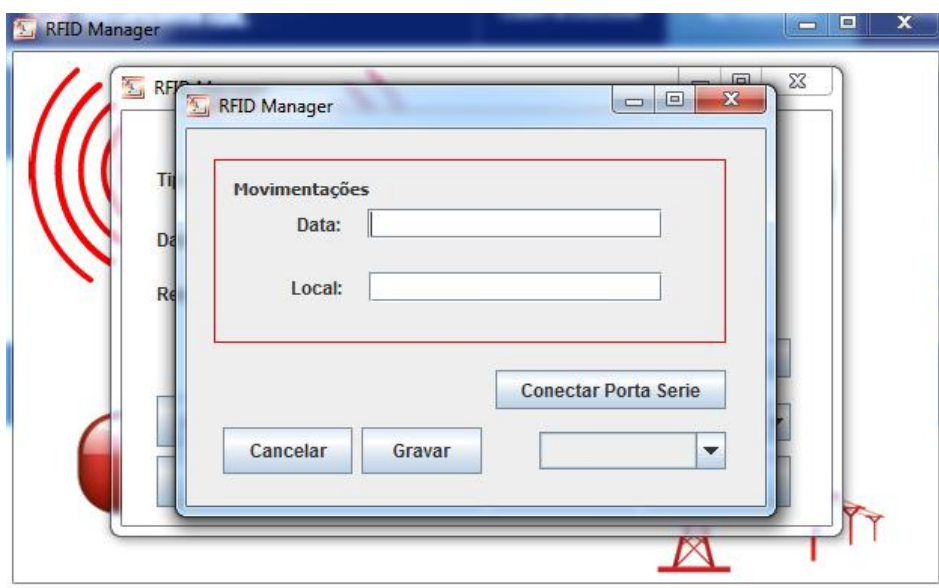 RFID Manager
RFID Manager
Movimentações
Data:
Local:
Conectar Porta Serie
Cancelar
Gravar